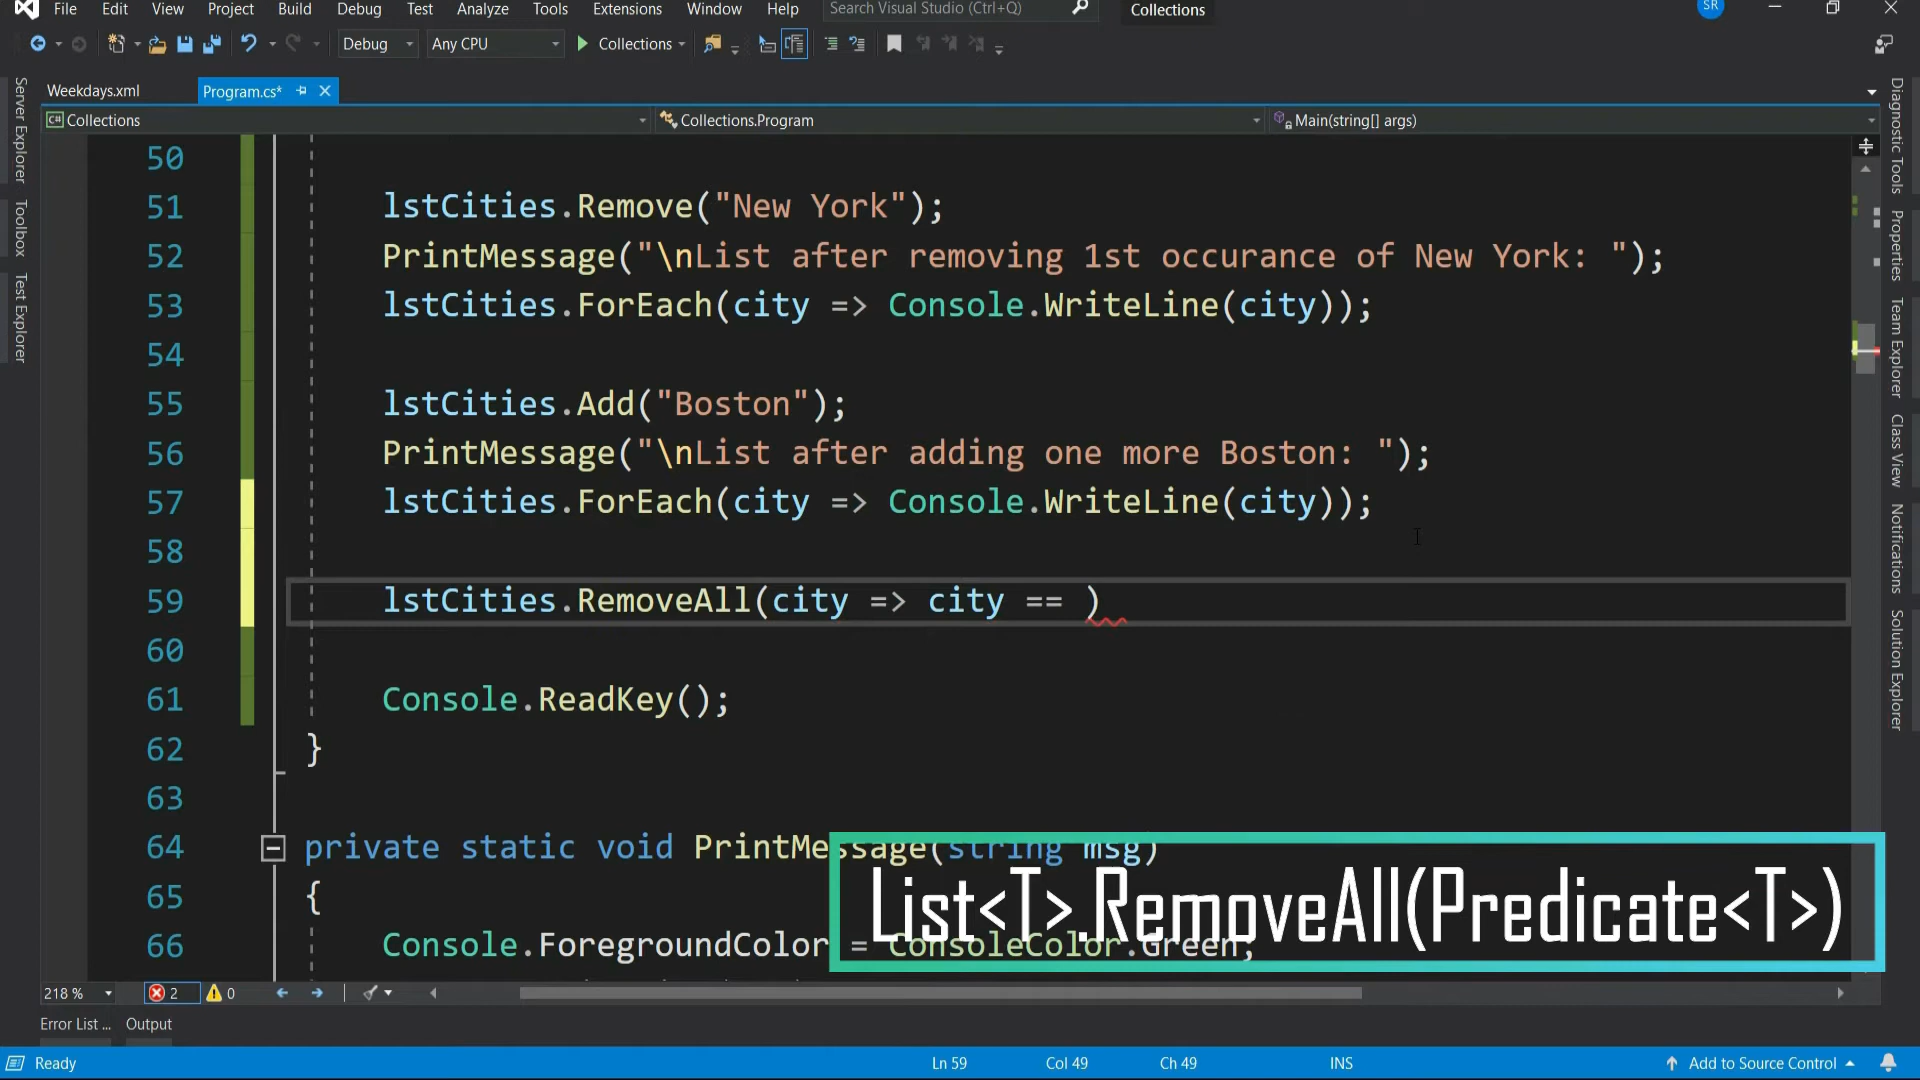 File Edit View Project Build Debug Test Analyze Tools Extensions Window Help Search Visual Studio (Ctrl+Q) Collections SR
Debug Any CPU Collections
Weekdays.xml Program.cs*
Collections Collections.Program Main(string[] args)
50
51 lstCities.Remove("New York");
52 PrintMessage("\nList after removing 1st occurance of New York: ");
53 lstCities.ForEach(city => Console.WriteLine(city));
54
55 lstCities.Add("Boston");
56 PrintMessage("\nList after adding one more Boston: ");
57 lstCities.ForEach(city => Console.WriteLine(city));
58
59 lstCities.RemoveAll(city => city == )
60
61 Console.ReadKey();
62 }
63
64 private static void PrintMessage(string msg)
65 {
66 Console.ForegroundColor = ConsoleColor.Green;
List<T>.RemoveAll(Predicate<T>)
Server Explorer
Toolbox
Test Explorer
Diagnostic Tools
Properties
Team Explorer
Class View
Notifications
Solution Explorer
218 % 2 0
Error List ... Output
Ready Ln 59 Col 49 Ch 49 INS Add to Source Control